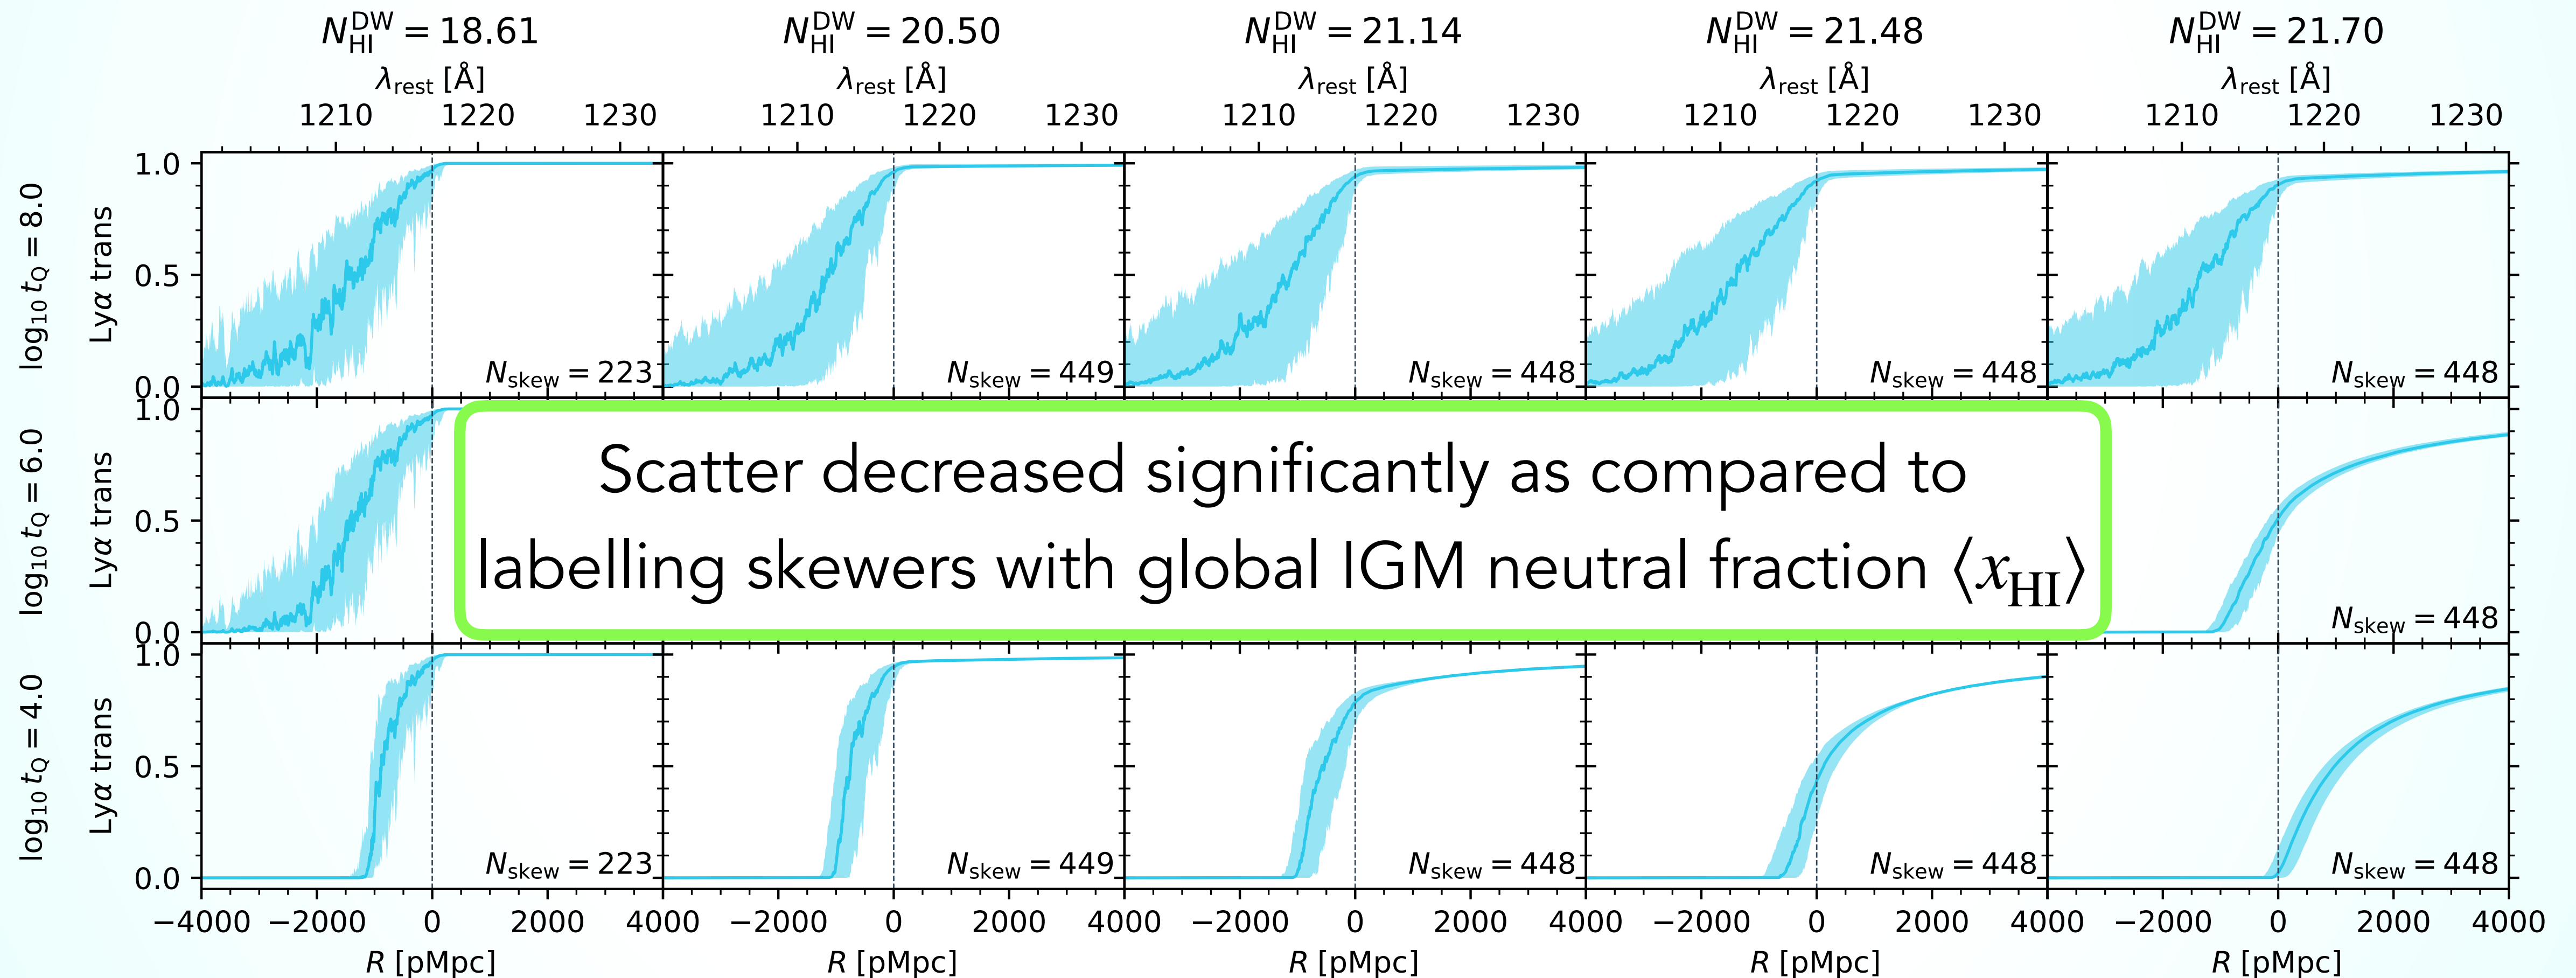 N_HI^DW = 18.61 N_HI^DW = 20.50 N_HI^DW = 21.14 N_HI^DW = 21.48 N_HI^DW = 21.70
λ_rest [Å] λ_rest [Å] λ_rest [Å] λ_rest [Å] λ_rest [Å]
1210 1220 1230 1210 1220 1230 1210 1220 1230 1210 1220 1230 1210 1220 1230
log₁₀ t_Q = 8.0
Lyα trans
1.0
0.5
0.0
N_skew = 223 N_skew = 449 N_skew = 448 N_skew = 448 N_skew = 448
log₁₀ t_Q = 6.0
Lyα trans
1.0
0.5
0.0
Scatter decreased significantly as compared to
labelling skewers with global IGM neutral fraction ⟨x_HI⟩
N_skew = 448
log₁₀ t_Q = 4.0
Lyα trans
1.0
0.5
0.0
N_skew = 223 N_skew = 449 N_skew = 448 N_skew = 448 N_skew = 448
−4000 −2000 0 2000 4000 −2000 0 2000 4000 −2000 0 2000 4000 −2000 0 2000 4000 −2000 0 2000 4000
R [pMpc] R [pMpc] R [pMpc] R [pMpc] R [pMpc]